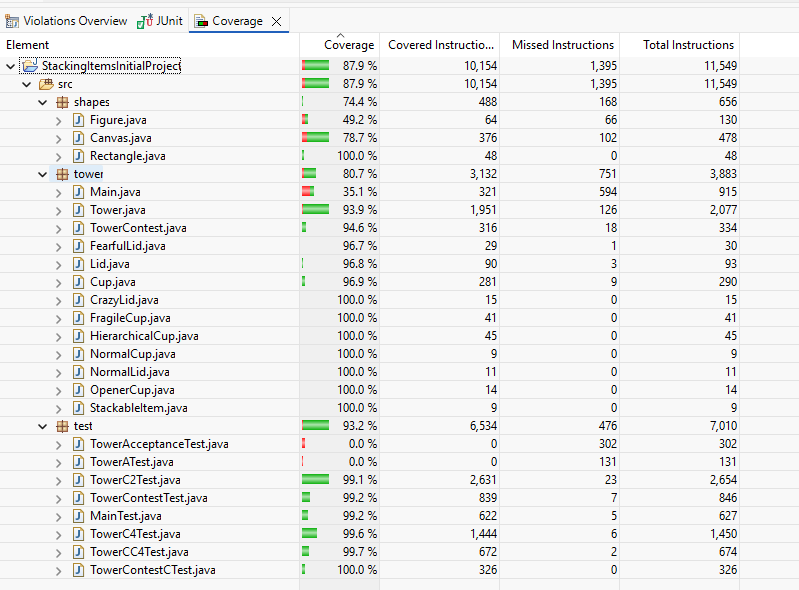 Violations Overview JUnit Coverage
Element Coverage Covered Instructio... Missed Instructions Total Instructions
StackingItemsInitialProject 87.9 % 10,154 1,395 11,549
src 87.9 % 10,154 1,395 11,549
shapes 74.4 % 488 168 656
Figure.java 49.2 % 64 66 130
Canvas.java 78.7 % 376 102 478
Rectangle.java 100.0 % 48 0 48
tower 80.7 % 3,132 751 3,883
Main.java 35.1 % 321 594 915
Tower.java 93.9 % 1,951 126 2,077
TowerContest.java 94.6 % 316 18 334
FearfulLid.java 96.7 % 29 1 30
Lid.java 96.8 % 90 3 93
Cup.java 96.9 % 281 9 290
CrazyLid.java 100.0 % 15 0 15
FragileCup.java 100.0 % 41 0 41
HierarchicalCup.java 100.0 % 45 0 45
NormalCup.java 100.0 % 9 0 9
NormalLid.java 100.0 % 11 0 11
OpenerCup.java 100.0 % 14 0 14
StackableItem.java 100.0 % 9 0 9
test 93.2 % 6,534 476 7,010
TowerAcceptanceTest.java 0.0 % 0 302 302
TowerATest.java 0.0 % 0 131 131
TowerC2Test.java 99.1 % 2,631 23 2,654
TowerContestTest.java 99.2 % 839 7 846
MainTest.java 99.2 % 622 5 627
TowerC4Test.java 99.6 % 1,444 6 1,450
TowerCC4Test.java 99.7 % 672 2 674
TowerContestCTest.java 100.0 % 326 0 326